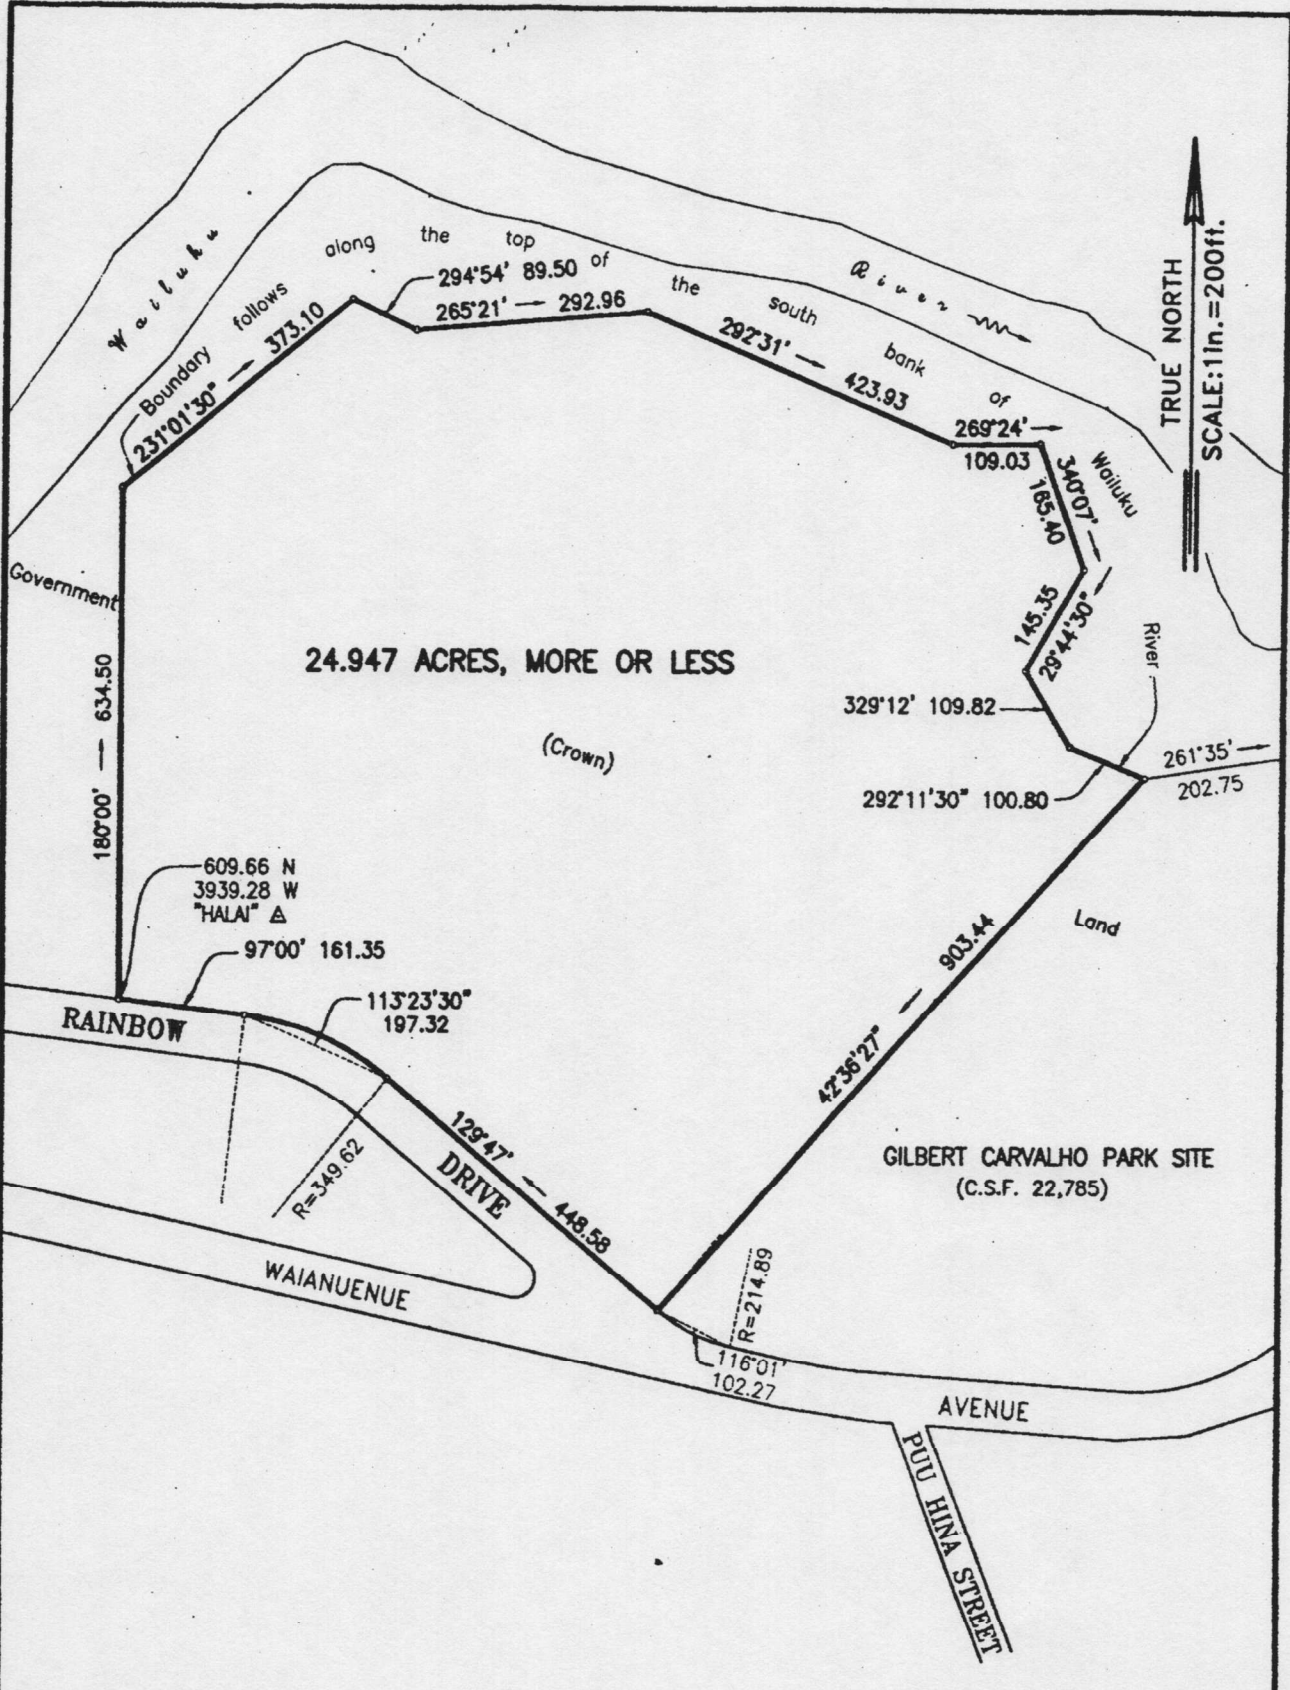 Wailuku
River
TRUE NORTH
SCALE: 1 In. = 200ft.
Boundary follows along the top of the south bank of Wailuku River
231°01'30" 373.10
294°54' 89.50
265°21' 292.96
292°31' 423.93
269°24'
109.03
340°07'
165.40
145.35
29°44'30"
329°12' 109.82
292°11'30" 100.80
261°35'
202.75
Government
24.947 ACRES, MORE OR LESS
(Crown)
180°00' 634.50
609.66 N
3939.28 W
"HALAI"
97°00' 161.35
113°23'30"
197.32
Land
903.44
42°36'27"
RAINBOW
DRIVE
129°47' 448.58
R=349.62
GILBERT CARVALHO PARK SITE
(C.S.F. 22,785)
R=214.89
116°01'
102.27
WAIANUENUE
AVENUE
PUU HINA STREET